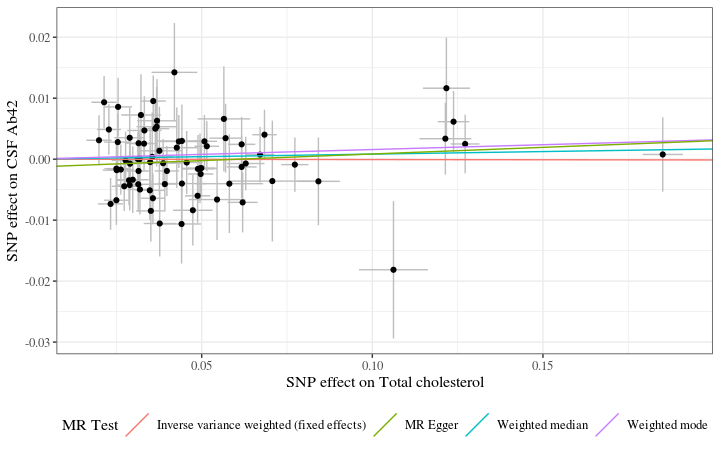 SNP effect on CSF Ab42
0.02
0.01
0.00
-0.01
-0.02
-0.03
0.05 0.10 0.15
SNP effect on Total cholesterol
MR Test Inverse variance weighted (fixed effects) MR Egger Weighted median Weighted mode